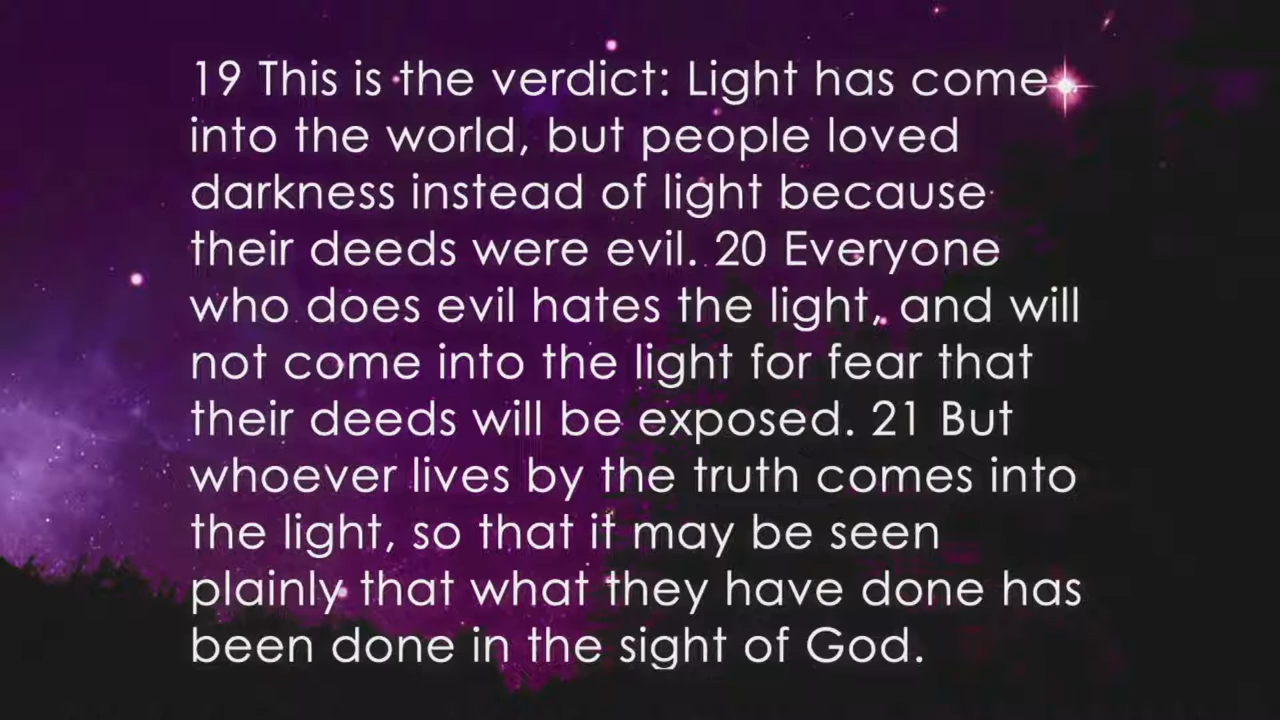 19 This is the verdict: Light has come
into the world, but people loved
darkness instead of light because
their deeds were evil. 20 Everyone
who does evil hates the light, and will
not come into the light for fear that
their deeds will be exposed. 21 But
whoever lives by the truth comes into
the light, so that it may be seen
plainly that what they have done has
been done in the sight of God.